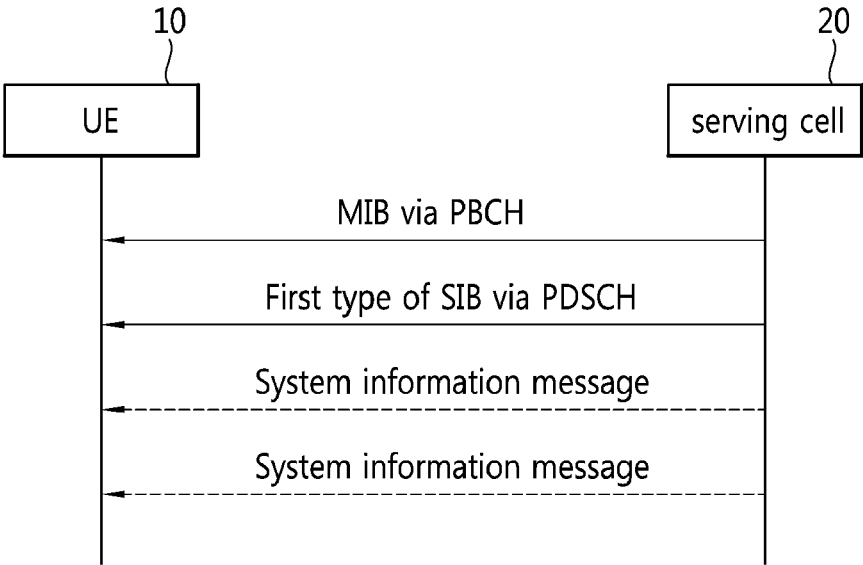 10
20
UE
serving cell
MIB via PBCH
First type of SIB via PDSCH
System information message
System information message